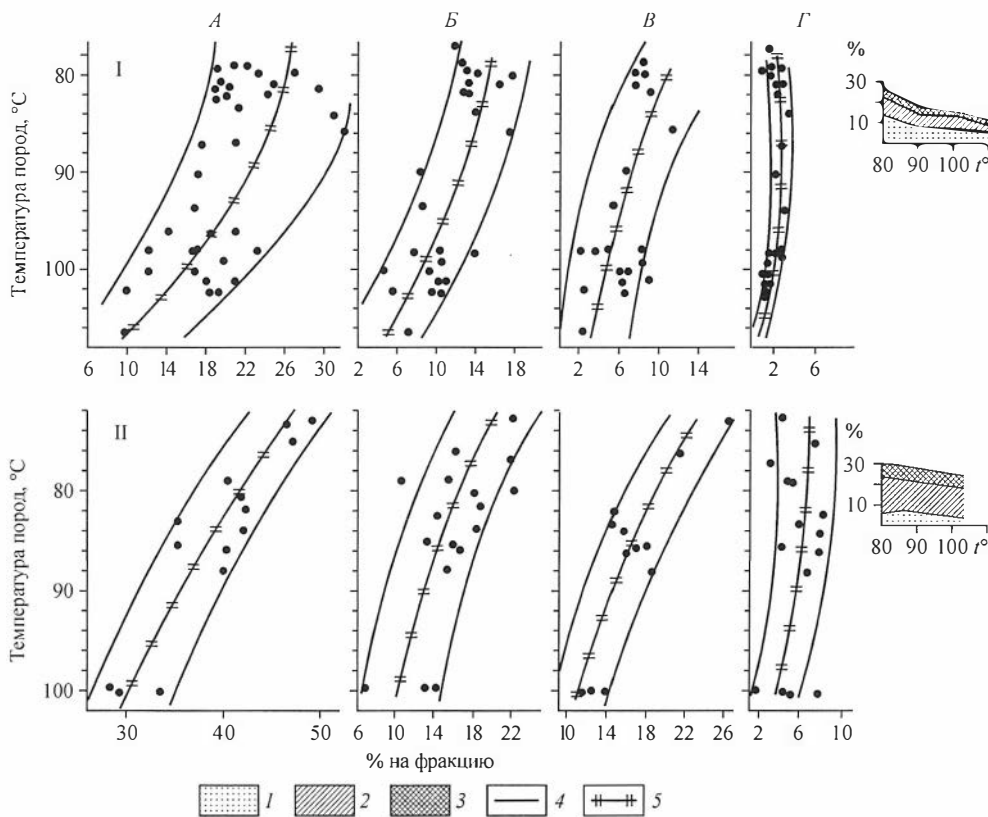 А Б В Г
I
Температура пород, °С
80
90
100
6 10 14 18 22 26 30
2 6 10 14 18
2 6 10 14
2 6
%
30
10
80 90 100 t°
II
Температура пород, °С
80
90
100
30 40 50
10 14 18 22
10 14 18 22 26
2 6 10
%
30
10
80 90 100 t°
% на фракцию
1 2 3 4 5